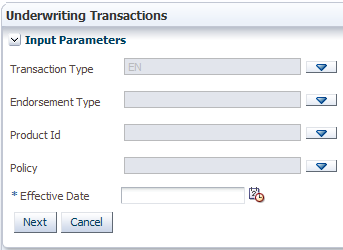 Underwriting Transactions
Input Parameters
Transaction Type EN
Endorsement Type
Product Id
Policy
* Effective Date
Next Cancel